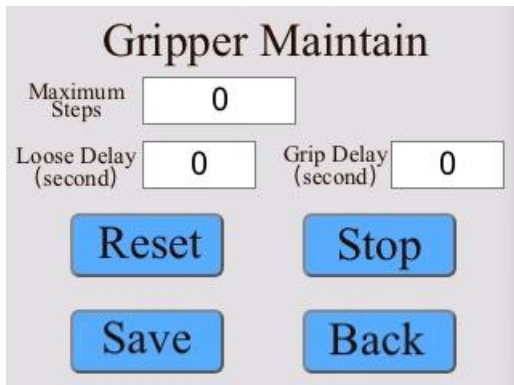 Gripper Maintain
Maximum
Steps
0
Loose Delay
(second)
0
Grip Delay
(second)
0
Reset
Stop
Save
Back